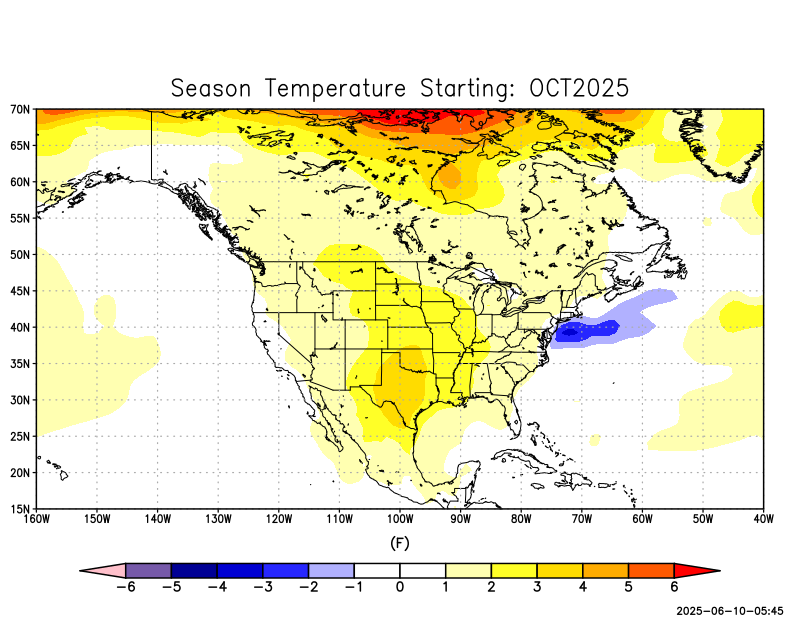 Season Temperature Starting: OCT2025
70N
65N
60N
55N
50N
45N
40N
35N
30N
25N
20N
15N
160W 150W 140W 130W 120W 110W 100W 90W 80W 70W 60W 50W 40W
(F)
−6 −5 −4 −3 −2 −1 0 1 2 3 4 5 6
2025-06-10-05:45